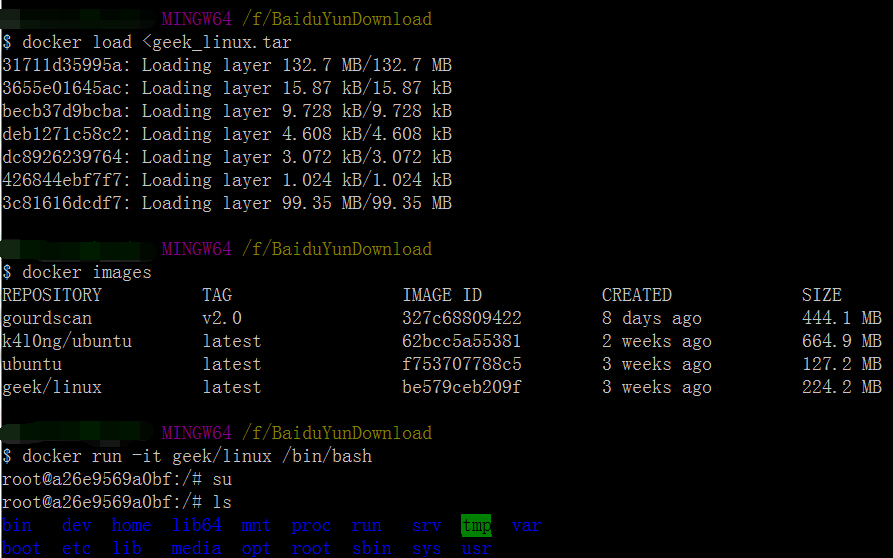 MINGW64 /f/BaiduYunDownload
$ docker load <geek_linux.tar
31711d35995a: Loading layer 132.7 MB/132.7 MB
3655e01645ac: Loading layer 15.87 kB/15.87 kB
becb37d9bcba: Loading layer 9.728 kB/9.728 kB
deb1271c58c2: Loading layer 4.608 kB/4.608 kB
dc8926239764: Loading layer 3.072 kB/3.072 kB
426844ebf7f7: Loading layer 1.024 kB/1.024 kB
3c81616dcdf7: Loading layer 99.35 MB/99.35 MB
MINGW64 /f/BaiduYunDownload
$ docker images
REPOSITORY TAG IMAGE ID CREATED SIZE
gourdscan v2.0 327c68809422 8 days ago 444.1 MB
k4l0ng/ubuntu latest 62bcc5a55381 2 weeks ago 664.9 MB
ubuntu latest f753707788c5 3 weeks ago 127.2 MB
geek/linux latest be579ceb209f 3 weeks ago 224.2 MB
MINGW64 /f/BaiduYunDownload
$ docker run -it geek/linux /bin/bash
root@a26e9569a0bf:/# su
root@a26e9569a0bf:/# ls
bin dev home lib64 mnt proc run srv tmp var
boot etc lib media opt root sbin sys usr